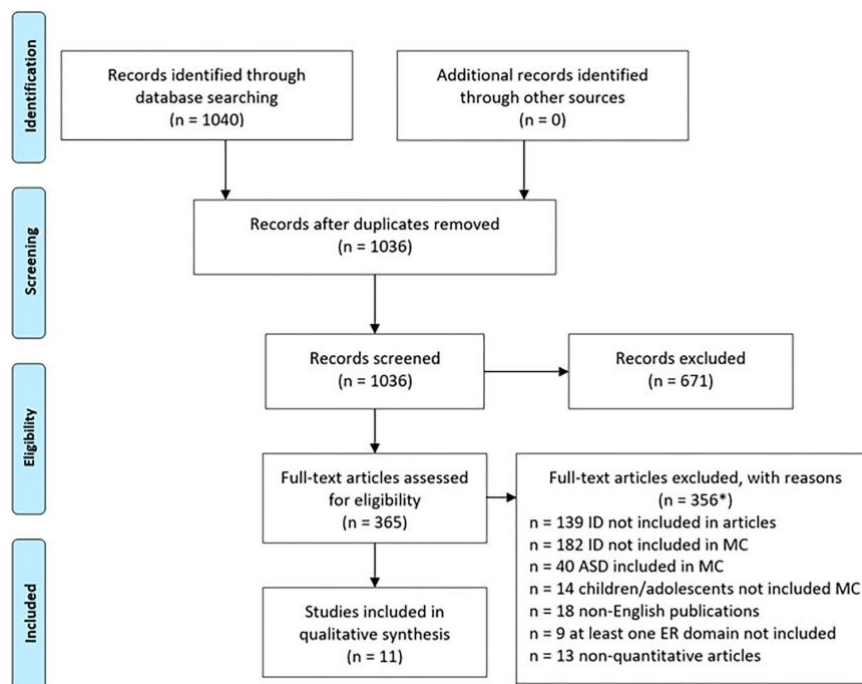 Identification
Records identified through
database searching
(n = 1040)
Additional records identified
through other sources
(n = 0)
Screening
Records after duplicates removed
(n = 1036)
Records screened
(n = 1036)
Records excluded
(n = 671)
Eligibility
Full-text articles assessed
for eligibility
(n = 365)
Full-text articles excluded, with reasons
(n = 356*)
n = 139 ID not included in articles
n = 182 ID not included in MC
n = 40 ASD included in MC
n = 14 children/adolescents not included MC
n = 18 non-English publications
n = 9 at least one ER domain not included
n = 13 non-quantitative articles
Included
Studies included in
qualitative synthesis
(n = 11)